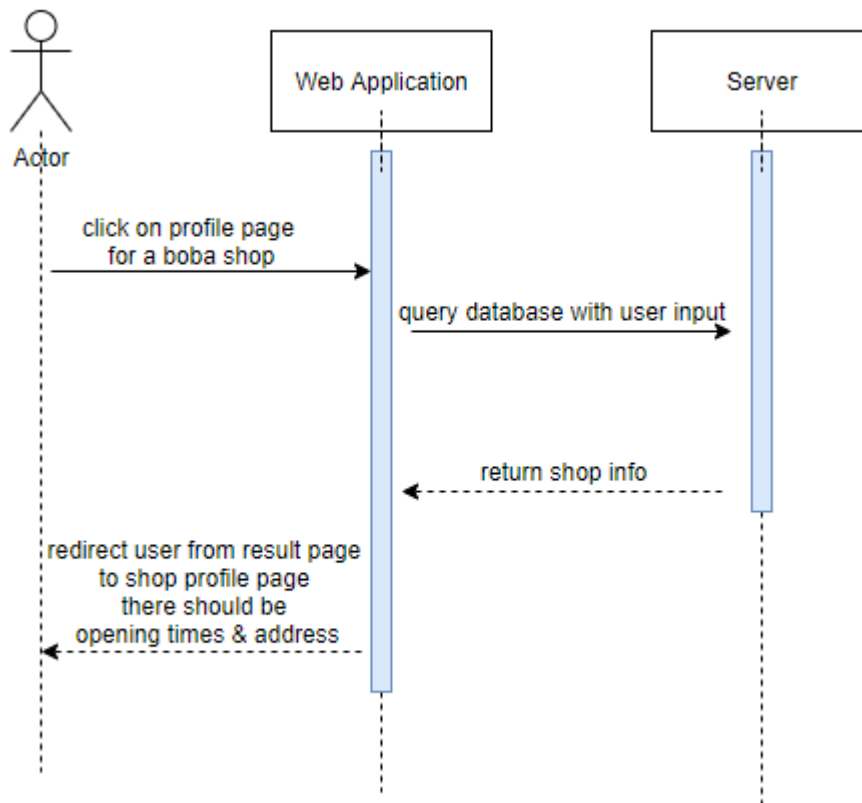 Actor
Web Application
Server
click on profile page
for a boba shop
query database with user input
return shop info
redirect user from result page
to shop profile page
there should be
opening times & address